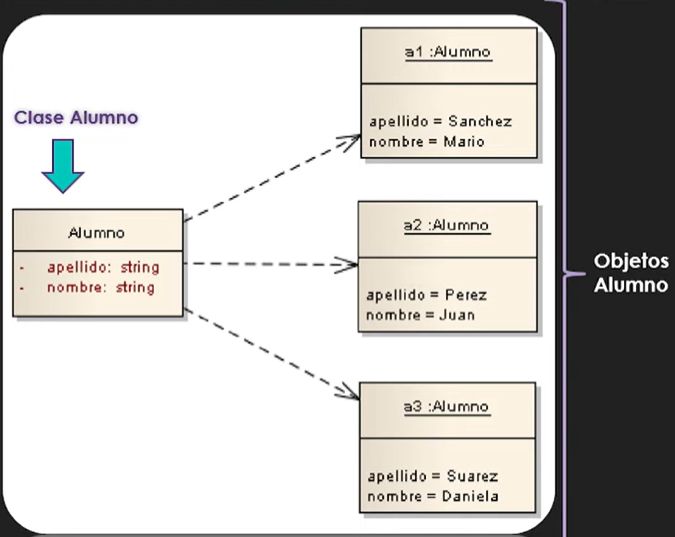 Clase Alumno
Alumno
- apellido: string
- nombre: string
a1 :Alumno
apellido = Sanchez
nombre = Mario
a2 :Alumno
apellido = Perez
nombre = Juan
a3 :Alumno
apellido = Suarez
nombre = Daniela
Objetos
Alumno